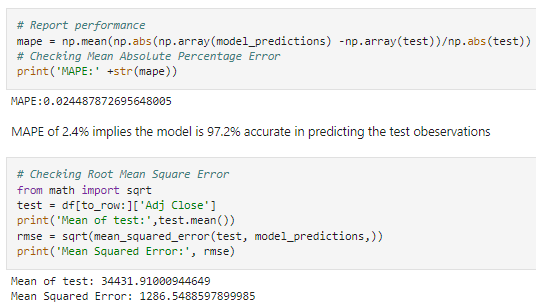 # Report performance
mape = np.mean(np.abs(np.array(model_predictions) -np.array(test))/np.abs(test))
# Checking Mean Absolute Percentage Error
print('MAPE:' +str(mape))
MAPE:0.024487872695648005
MAPE of 2.4% implies the model is 97.2% accurate in predicting the test obeservations
# Checking Root Mean Square Error
from math import sqrt
test = df[to_row:]['Adj Close']
print('Mean of test:',test.mean())
rmse = sqrt(mean_squared_error(test, model_predictions,))
print('Mean Squared Error:', rmse)
Mean of test: 34431.91000944649
Mean Squared Error: 1286.5488597899985